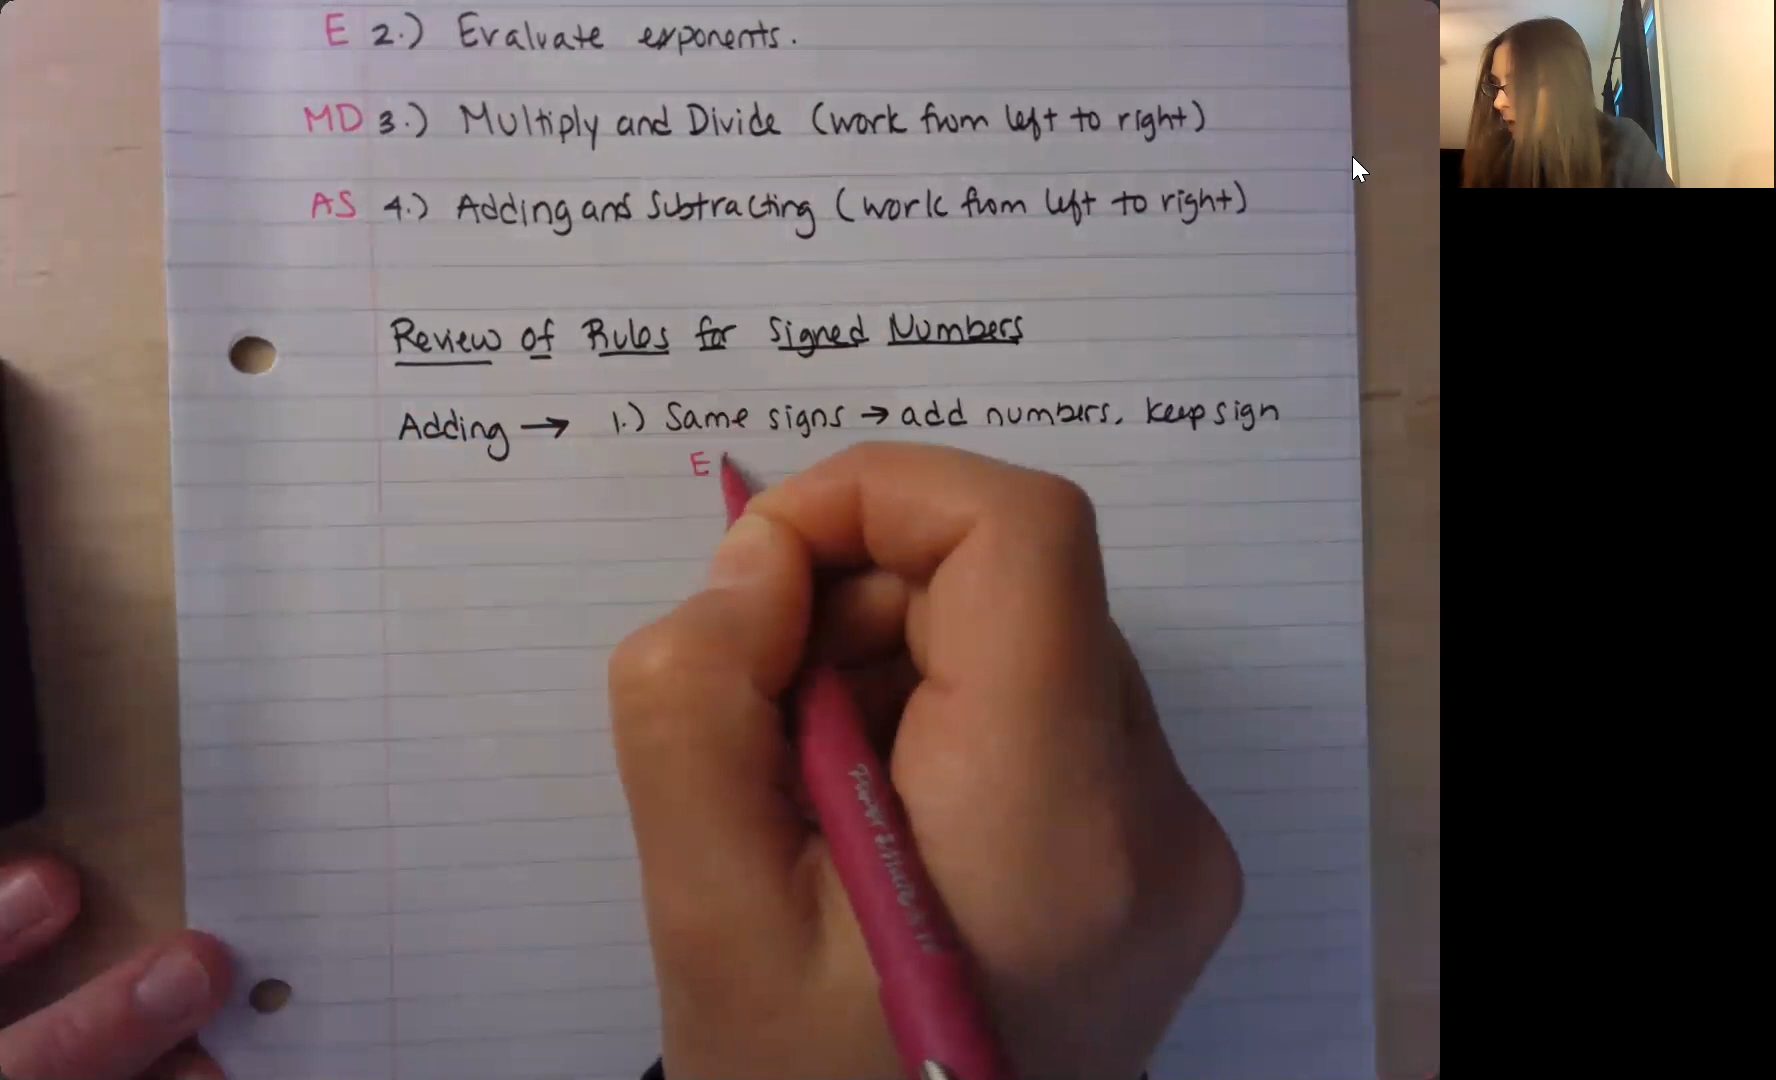 E 2.) Evaluate exponents.
MD 3.) Multiply and Divide (work from left to right)
AS 4.) Adding and Subtracting (work from left to right)
Review of Rules for Signed Numbers
Adding → 1.) Same signs → add numbers, keep sign
E